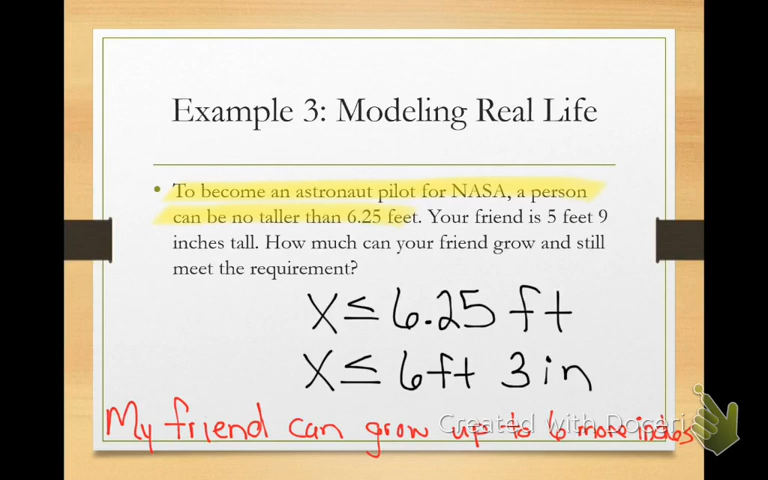 Example 3: Modeling Real Life
• To become an astronaut pilot for NASA, a person
can be no taller than 6.25 feet. Your friend is 5 feet 9
inches tall. How much can your friend grow and still
meet the requirement?
X ≤ 6.25 ft
X ≤ 6ft 3 in
My friend can grow up to 6 more inches
Created with Doceri